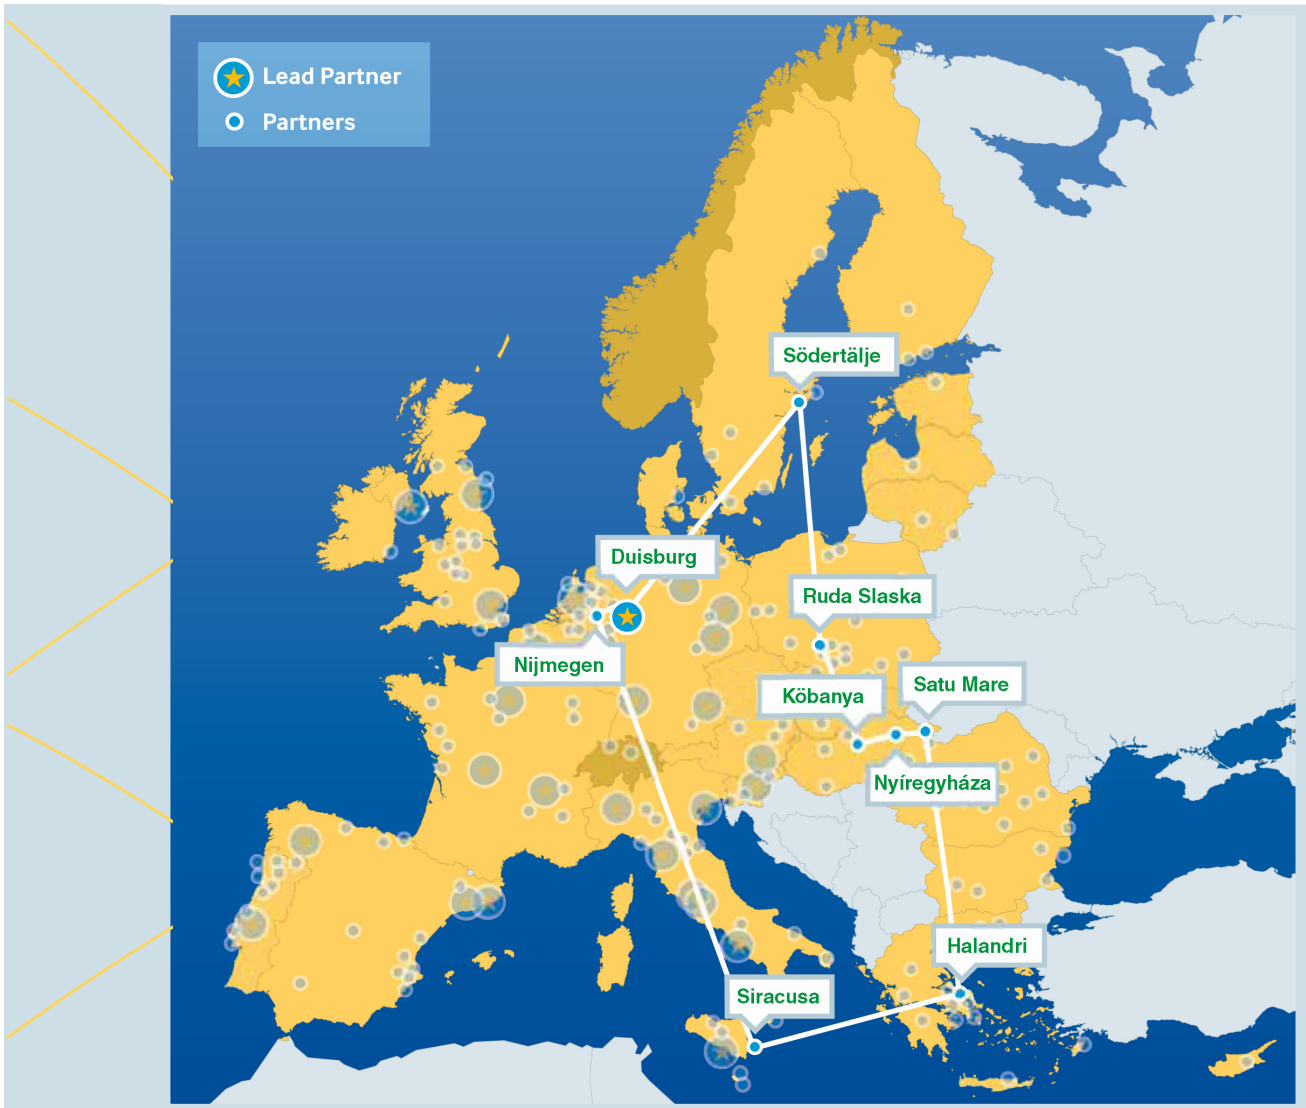 Lead Partner
Partners
Södertälje
Duisburg
Ruda Slaska
Nijmegen
Satu Mare
Köbanya
Nyíregyháza
Halandri
Siracusa